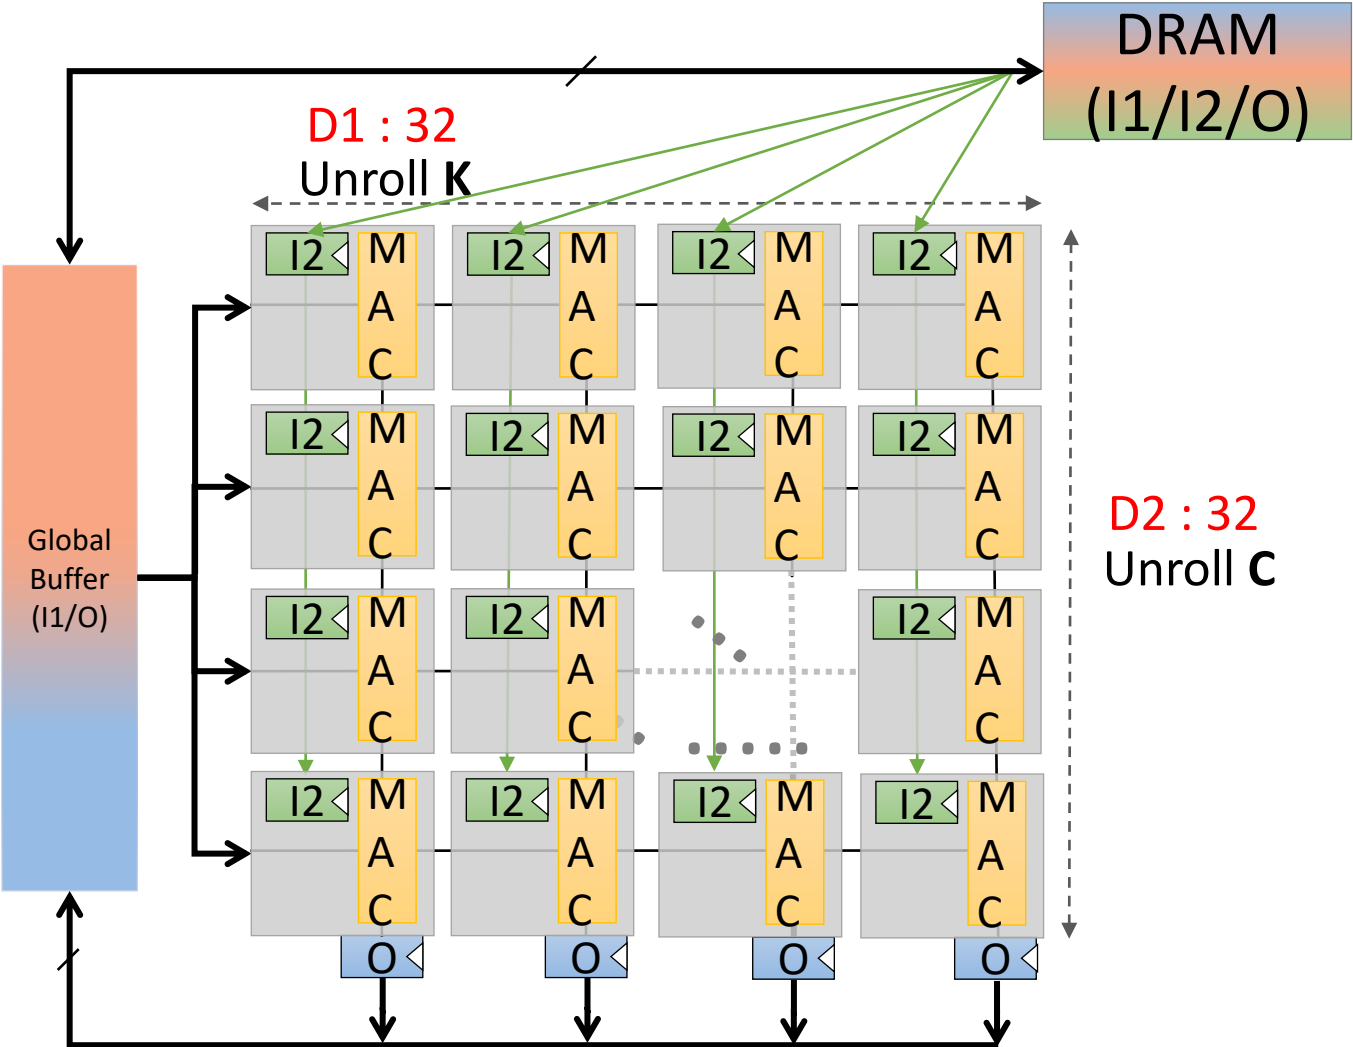 DRAM
(I1/I2/O)
D1 : 32
Unroll K
I2 M A C I2 M A C I2 M A C I2 M A C
I2 M A C I2 M A C I2 M A C I2 M A C
D2 : 32
Unroll C
Global
Buffer
(I1/O)
I2 M A C I2 M A C I2 M A C
I2 M A C I2 M A C I2 M A C I2 M A C
O O O O